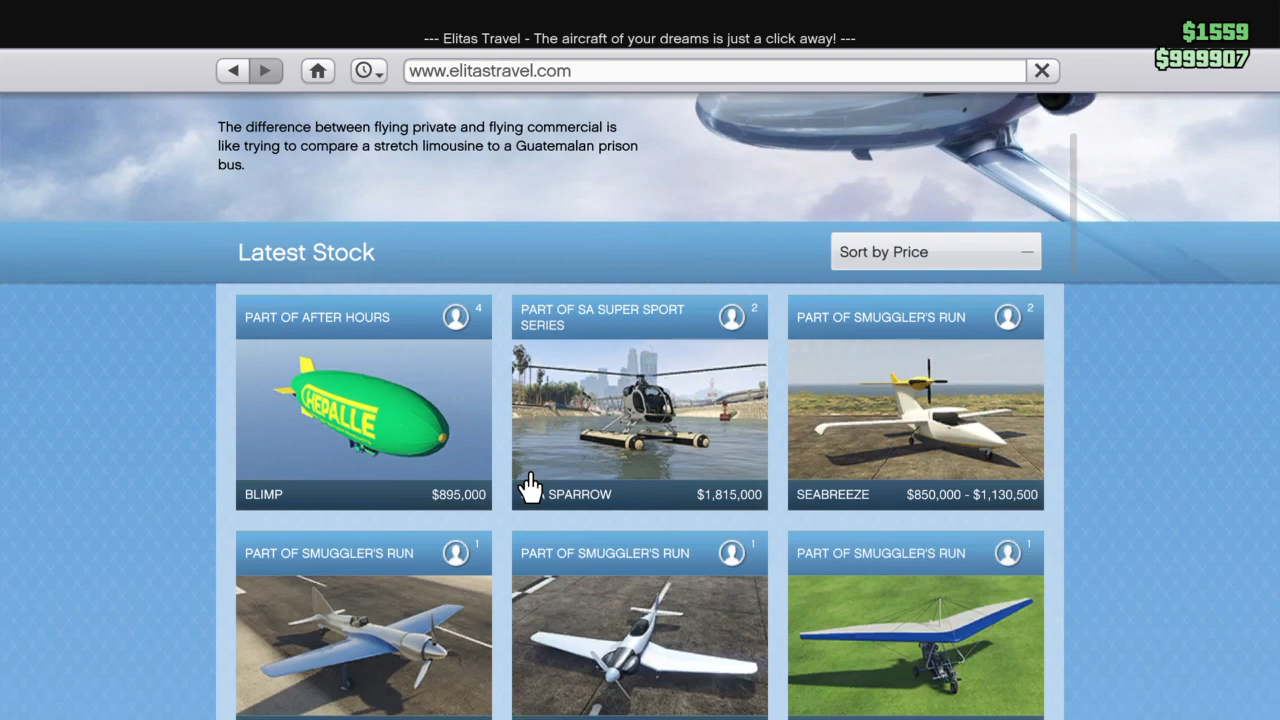 --- Elitas Travel - The aircraft of your dreams is just a click away! ---
$1559
$999907
www.elitastravel.com
The difference between flying private and flying commercial is
like trying to compare a stretch limousine to a Guatemalan prison
bus.
Latest Stock
Sort by Price
PART OF AFTER HOURS
4
PART OF SA SUPER SPORT
SERIES
2
PART OF SMUGGLER'S RUN
2
HEPALLE
BLIMP
$895,000
SPARROW
$1,815,000
SEABREEZE
$850,000 - $1,130,500
PART OF SMUGGLER'S RUN
1
PART OF SMUGGLER'S RUN
1
PART OF SMUGGLER'S RUN
1